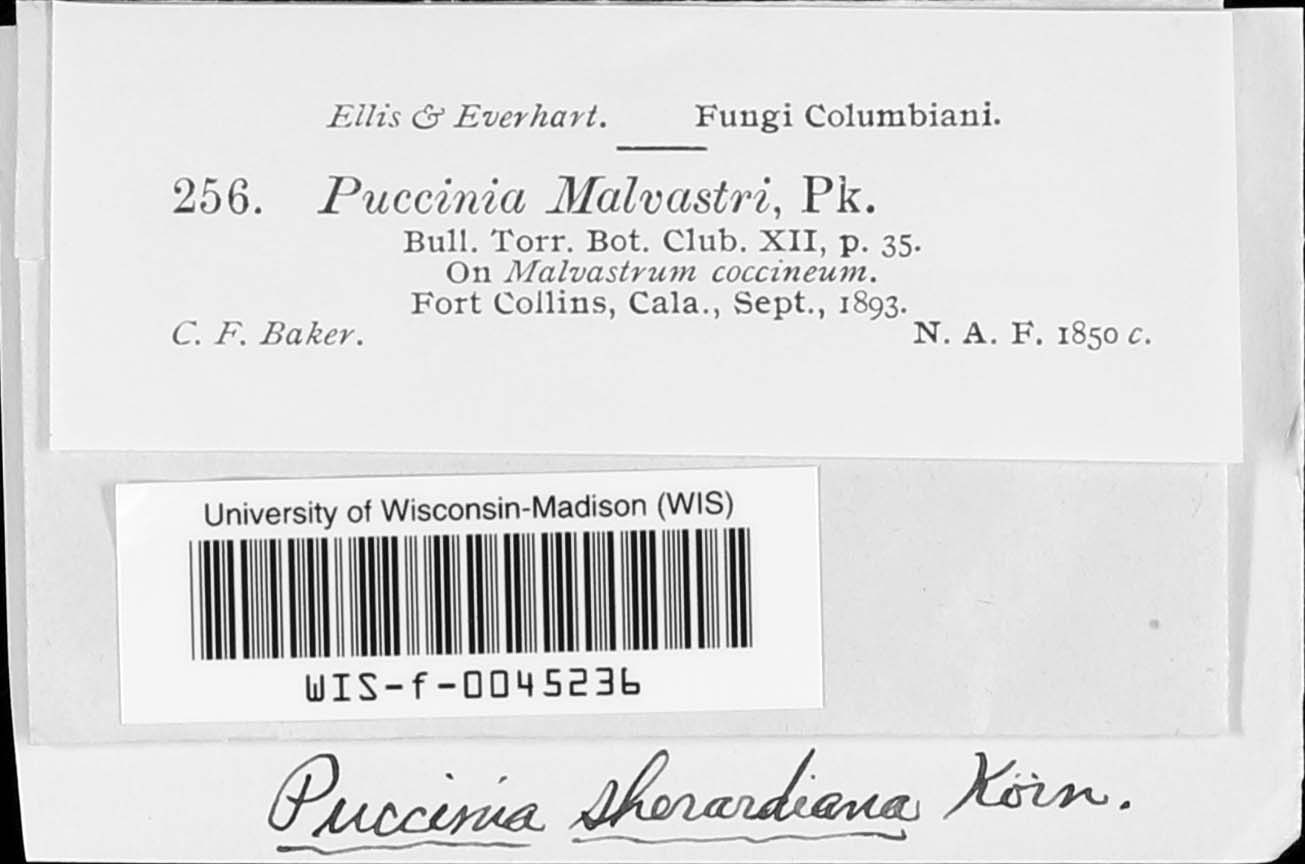 Ellis & Everhart. Fungi Columbiani.
256. Puccinia Malvastri, Pk.
Bull. Torr. Bot. Club. XII, p. 35.
On Malvastrum coccineum.
Fort Collins, Cala., Sept., 1893.
C. F. Baker. N. A. F. 1850 c.
University of Wisconsin-Madison (WIS)
WIS-f-0045236
Puccinia sherardiana Körn.